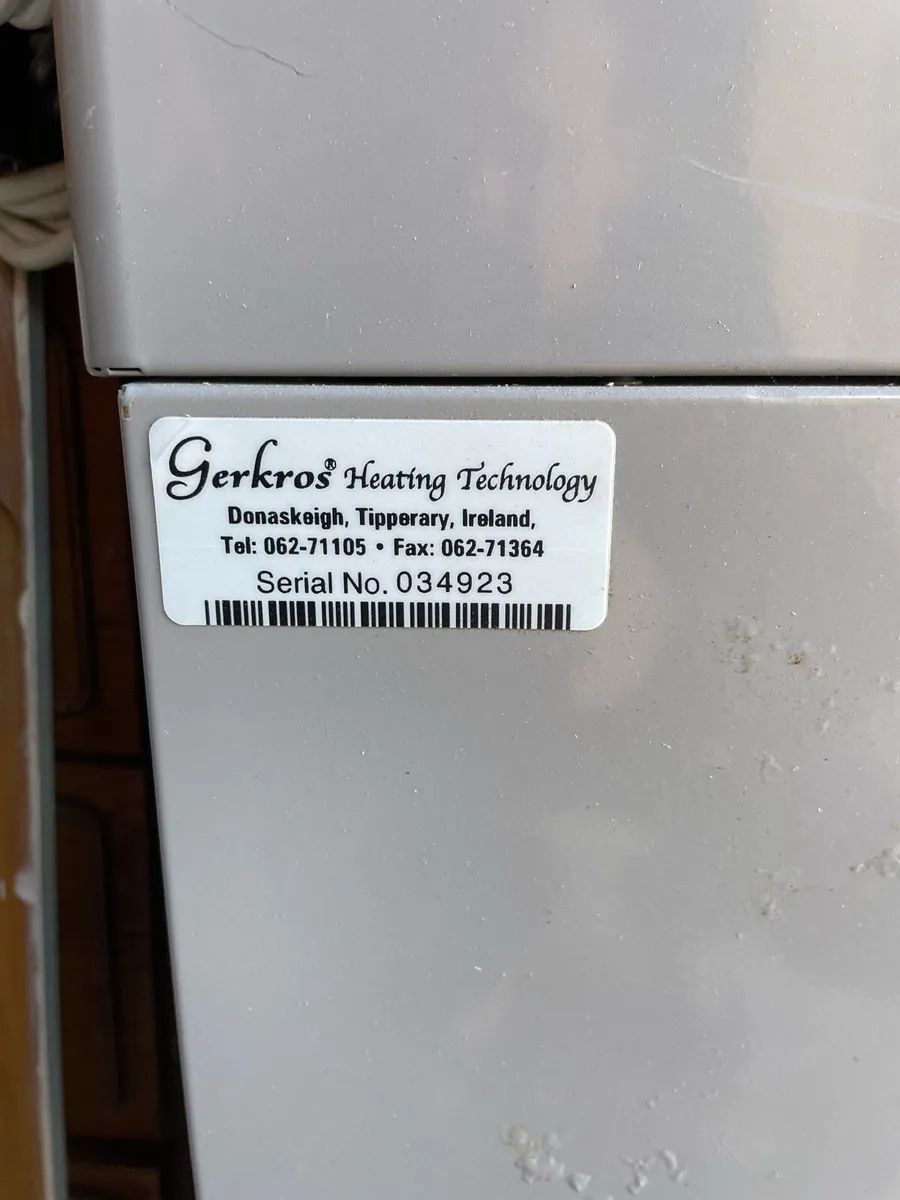 Gerkros® Heating Technology
Donaskeigh, Tipperary, Ireland,
Tel: 062-71105 • Fax: 062-71364
Serial No. 034923